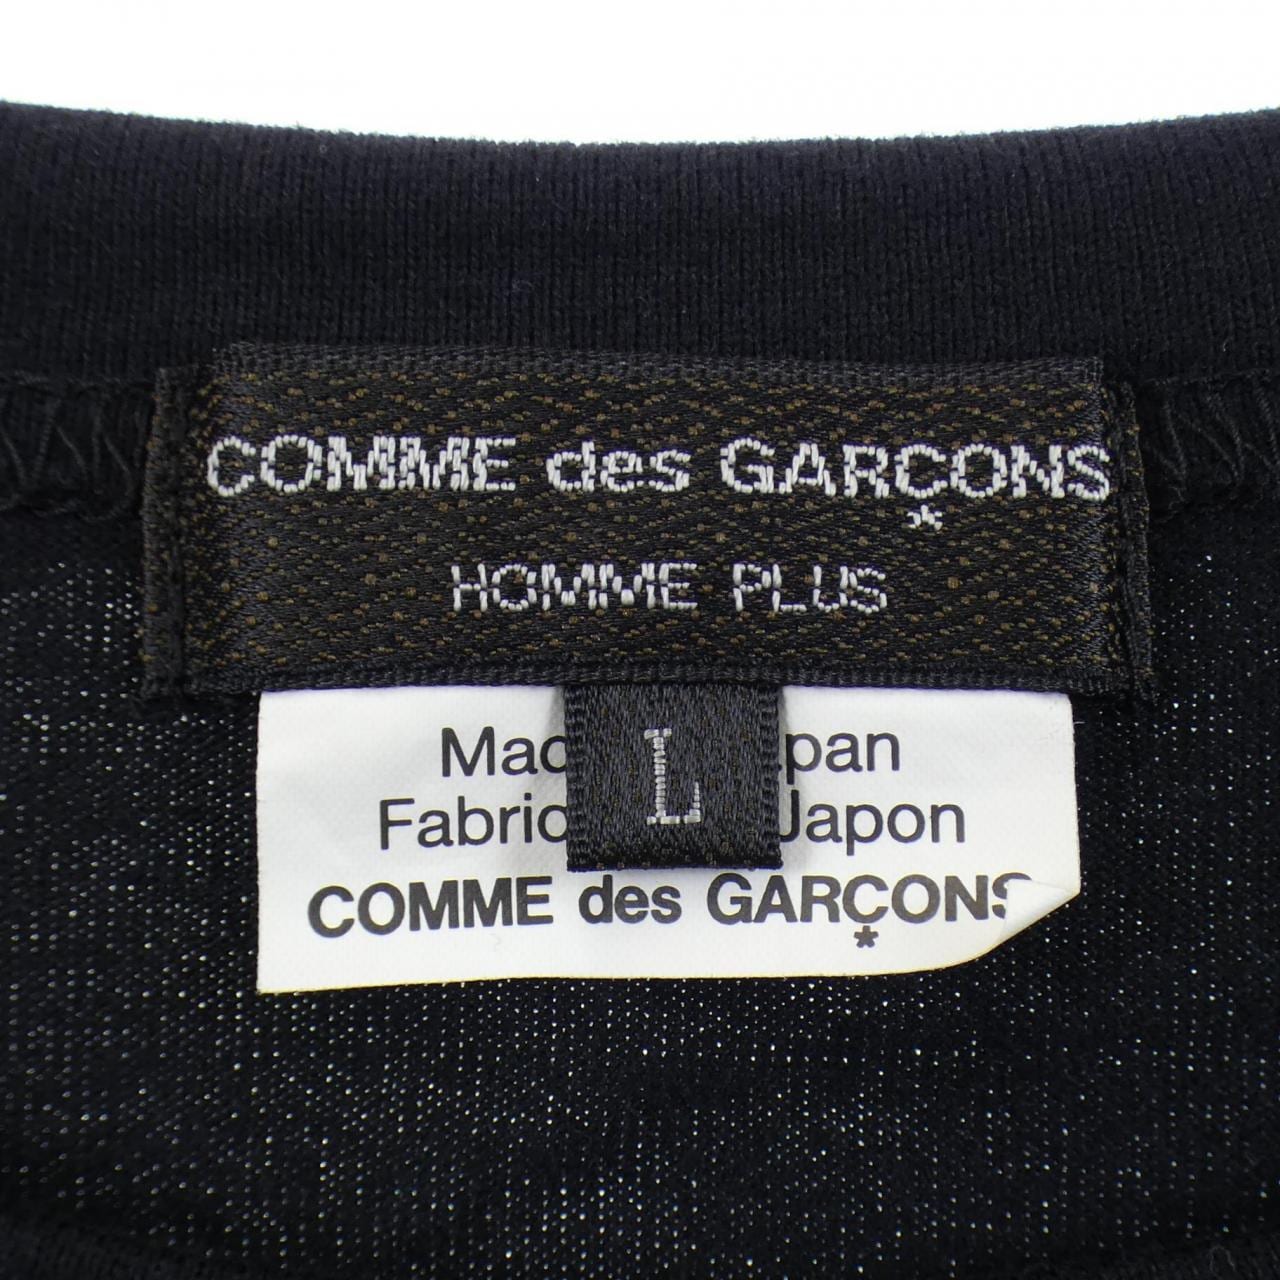 COMME des GARÇONS
*
HOMME PLUS
L
Japon
COMME des GARÇONS
*